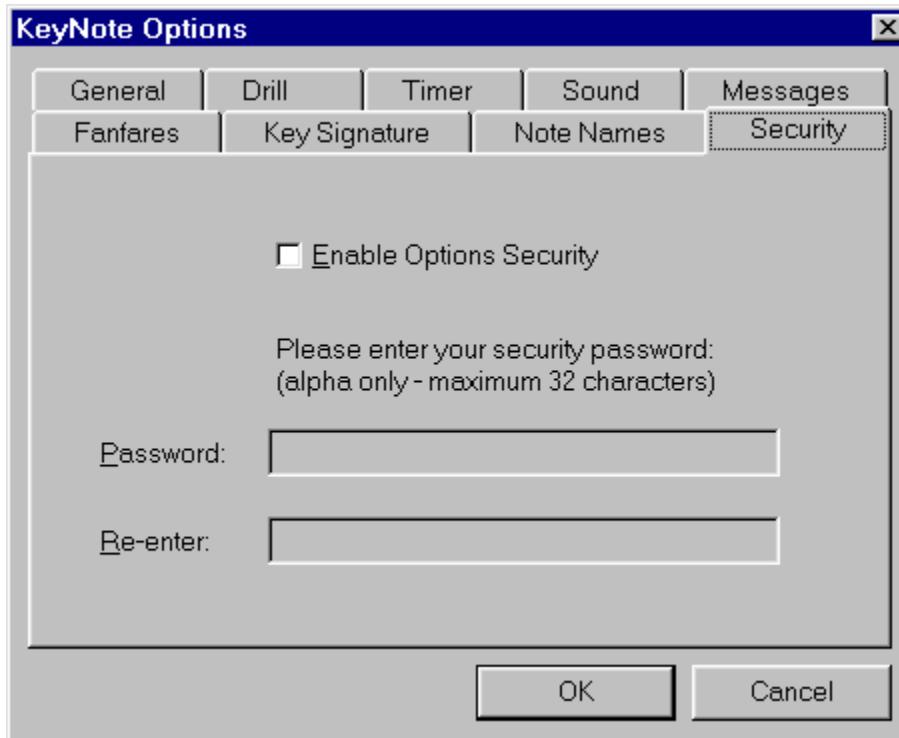 KeyNote Options
General Drill Timer Sound Messages
Fanfares Key Signature Note Names Security
Enable Options Security
Please enter your security password:
(alpha only - maximum 32 characters)
Password:
Re-enter:
OK Cancel